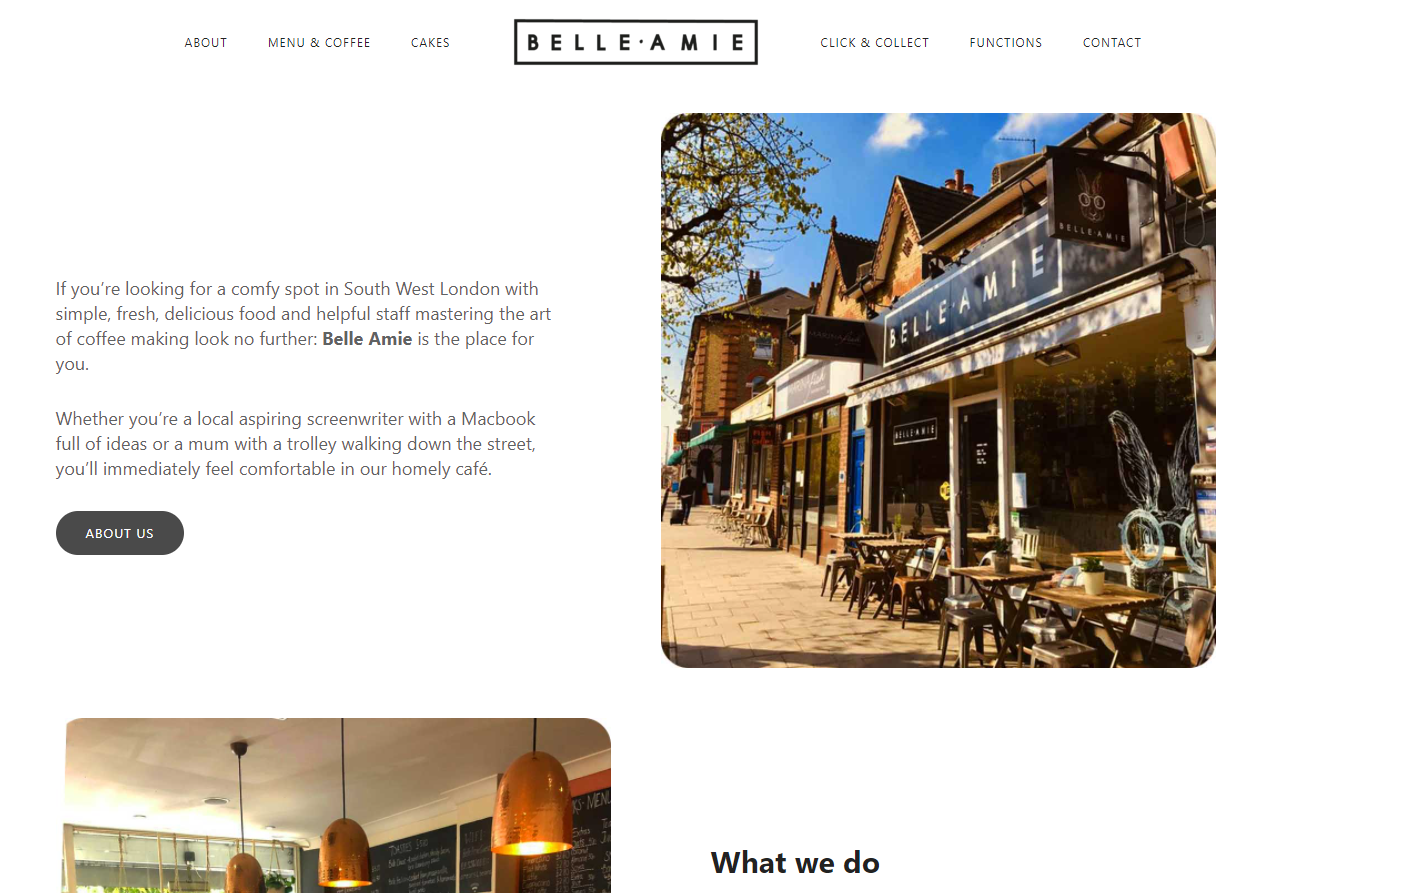 ABOUT
MENU & COFFEE
CAKES
BELLE·AMIE
CLICK & COLLECT
FUNCTIONS
CONTACT
If you’re looking for a comfy spot in South West London with
simple, fresh, delicious food and helpful staff mastering the art
of coffee making look no further: Belle Amie is the place for
you.
Whether you’re a local aspiring screenwriter with a Macbook
full of ideas or a mum with a trolley walking down the street,
you’ll immediately feel comfortable in our homely café.
ABOUT US
BELLE·AMIE
BELLE·AMIE
BELLE·AMIE
MENU
Extras
What we do